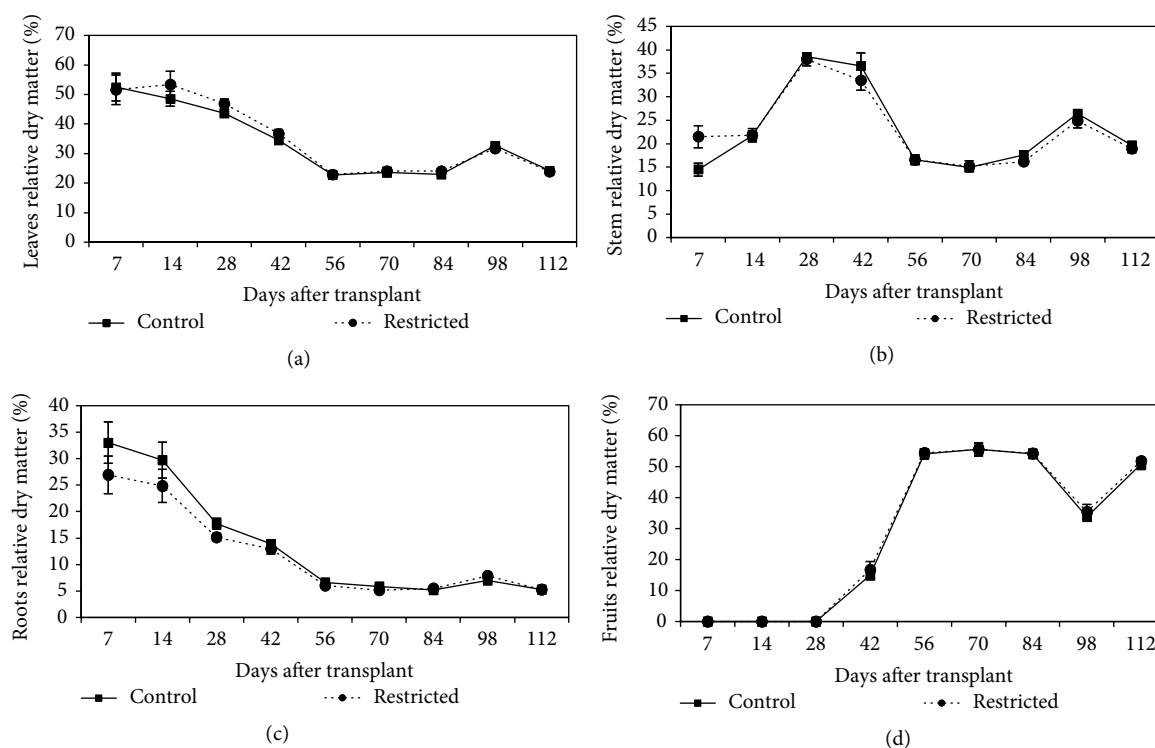 Leaves relative dry matter (%)
70
60
50
40
30
20
10
0
7 14 28 42 56 70 84 98 112
Days after transplant
Control Restricted
(a)
Stem relative dry matter (%)
45
40
35
30
25
20
15
10
5
0
7 14 28 42 56 70 84 98 112
Days after transplant
Control Restricted
(b)
Roots relative dry matter (%)
40
35
30
25
20
15
10
5
0
7 14 28 42 56 70 84 98 112
Days after transplant
Control Restricted
(c)
Fruits relative dry matter (%)
70
60
50
40
30
20
10
0
7 14 28 42 56 70 84 98 112
Days after transplant
Control Restricted
(d)